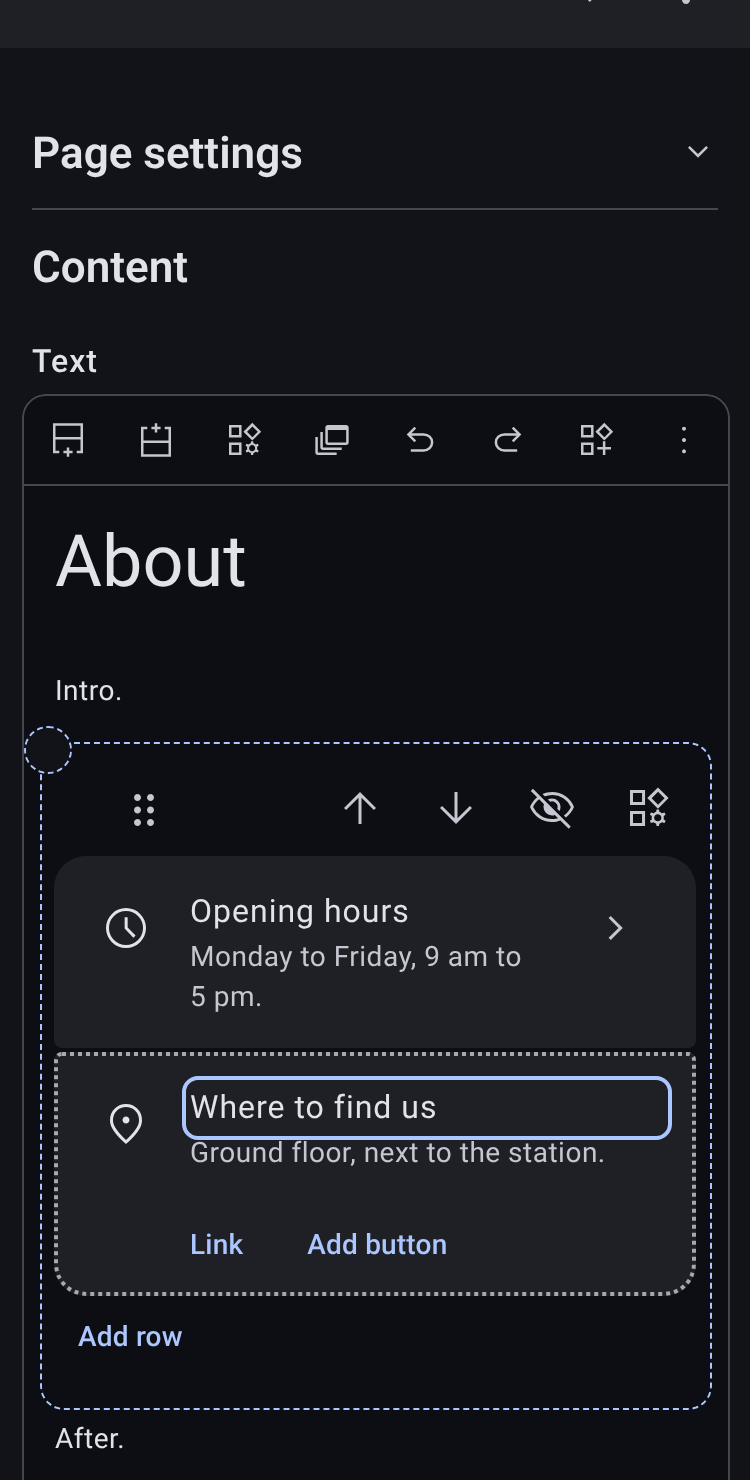 Page settings
Content
Text
About
Intro.
Opening hours
Monday to Friday, 9 am to
5 pm.
Where to find us
Ground floor, next to the station.
Link Add button
Add row
After.